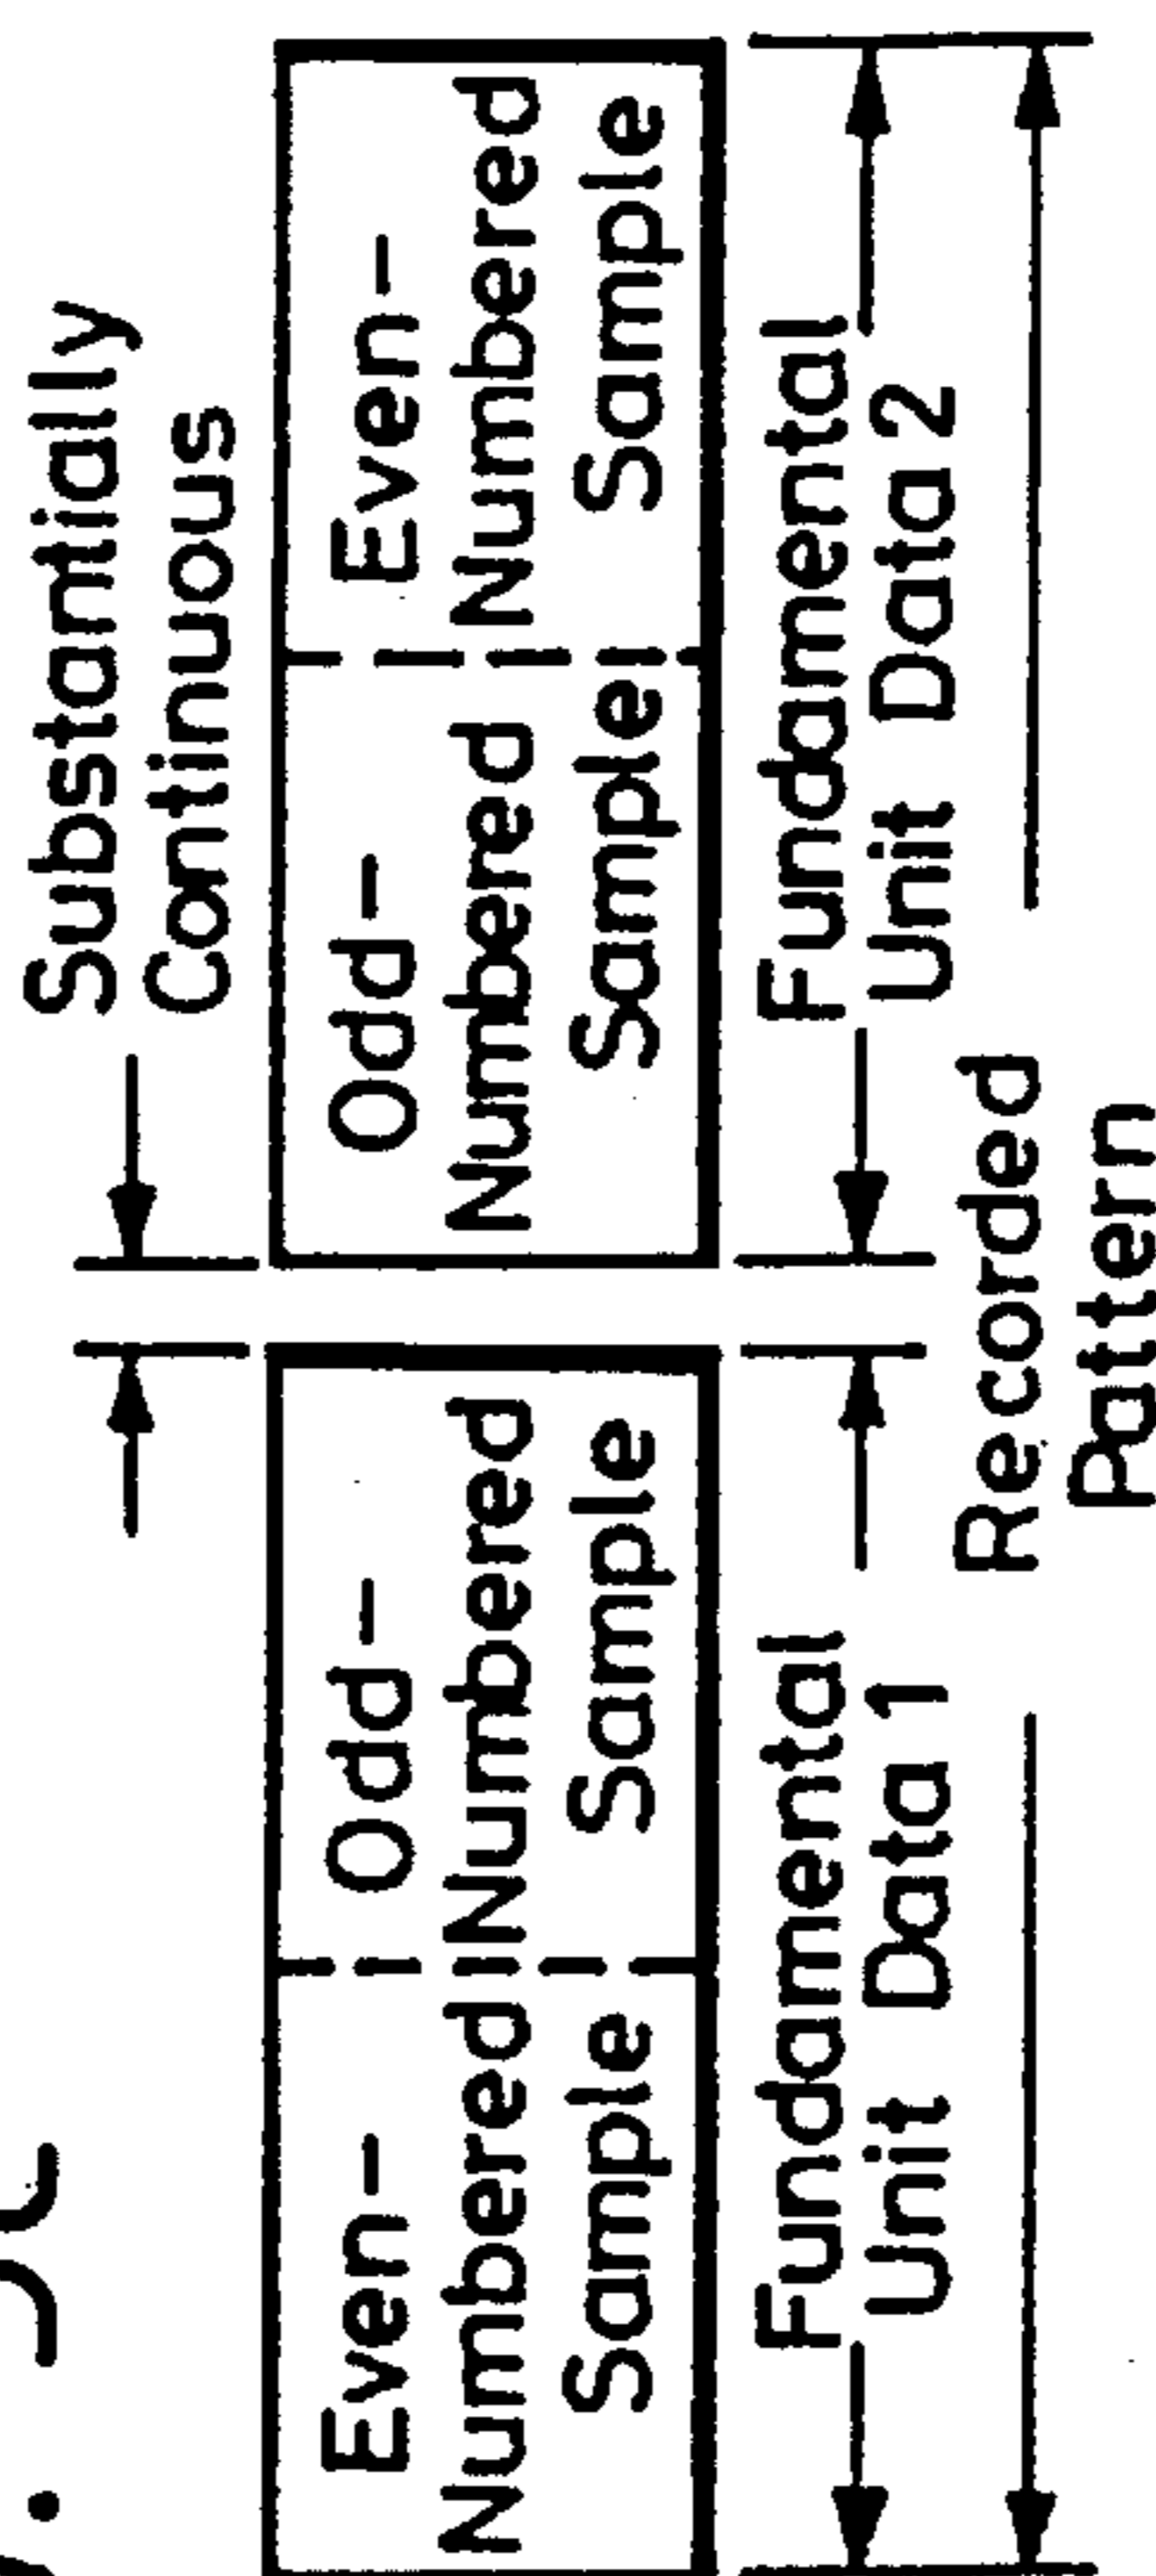 Substantially
Continuous
Even-
Numbered
Sample
Odd-
Numbered
Sample
Odd-
Numbered
Sample
Even-
Numbered
Sample
Fundamental
Unit Data 1
Fundamental
Unit Data 2
Recorded
Pattern